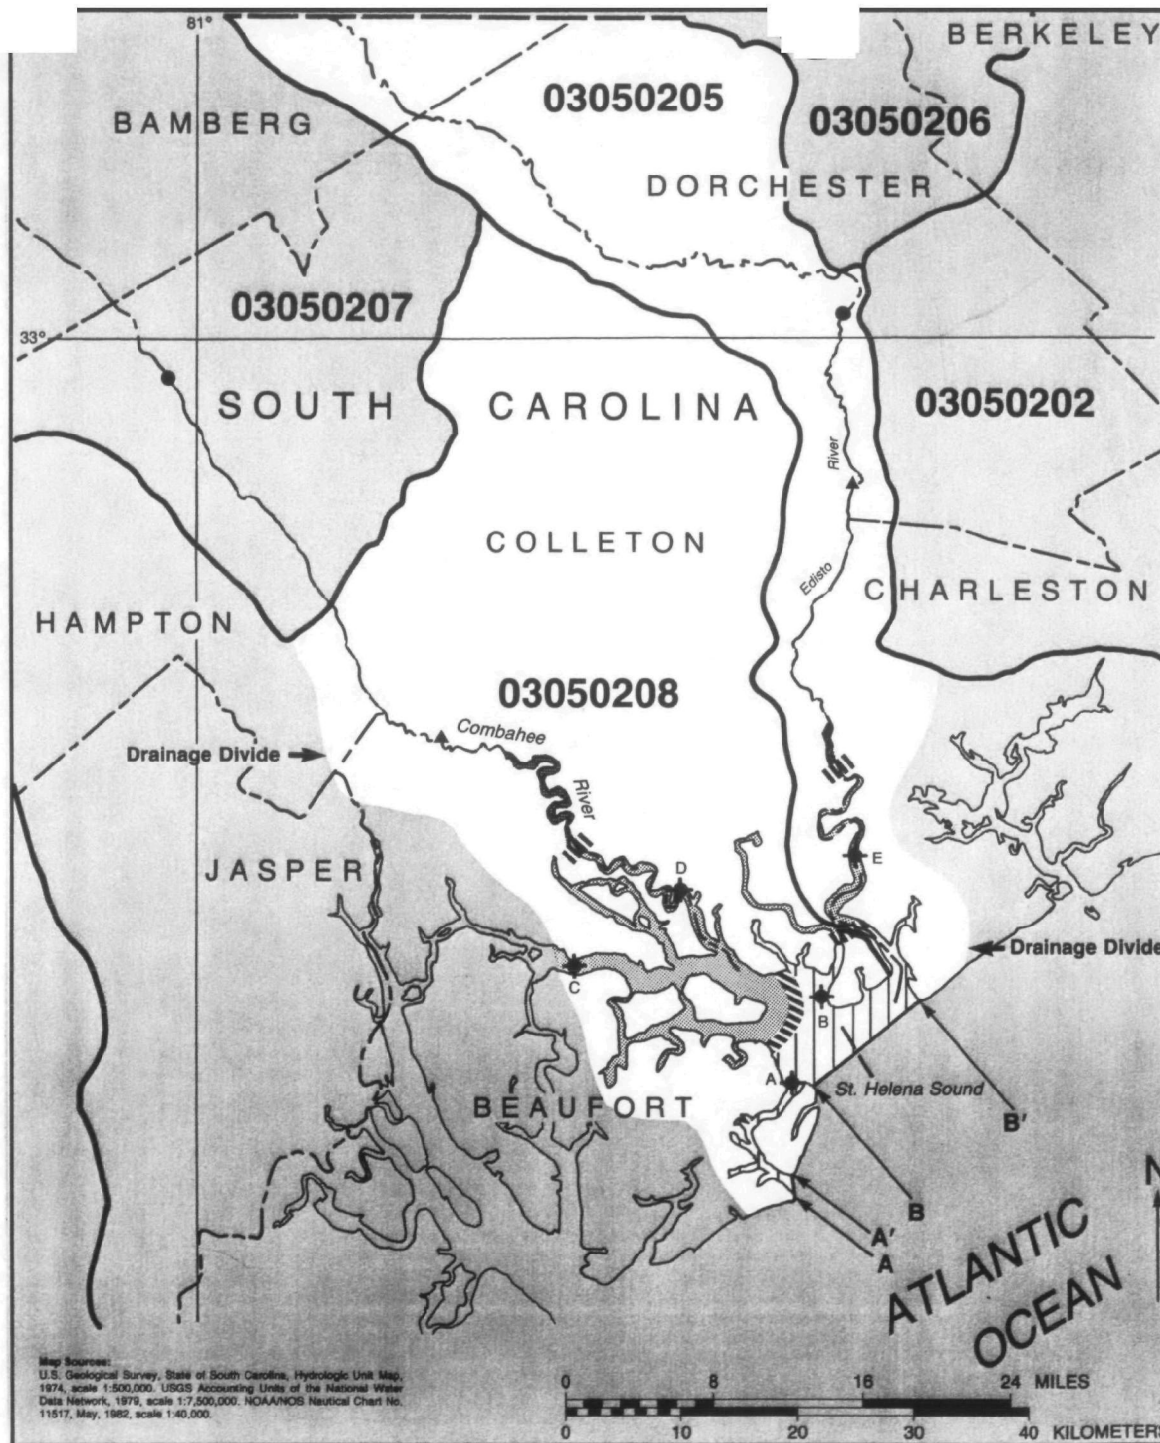 81°
BERKELEY
03050205
BAMBERG
03050206
DORCHESTER
03050207
33°
SOUTH CAROLINA
03050202
River
COLLETON
Edisto
CHARLESTON
HAMPTON
03050208
Combahee
River
Drainage Divide
JASPER
D
E
Drainage Divide
C
B
A
St. Helena Sound
BEAUFORT
B'
B
A'
A
N
ATLANTIC
OCEAN
Map Sources:
U.S. Geological Survey, State of South Carolina, Hydrologic Unit Map,
1974, scale 1:500,000. USGS Accounting Units of the National Water
Data Network, 1979, scale 1:7,500,000. NOAA/NOS Nautical Chart No.
11517, May, 1982, scale 1:40,000.
0 8 16 24 MILES
0 10 20 30 40 KILOMETERS